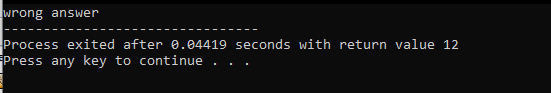 wrong answer
--------------------------------
Process exited after 0.04419 seconds with return value 12
Press any key to continue . . .